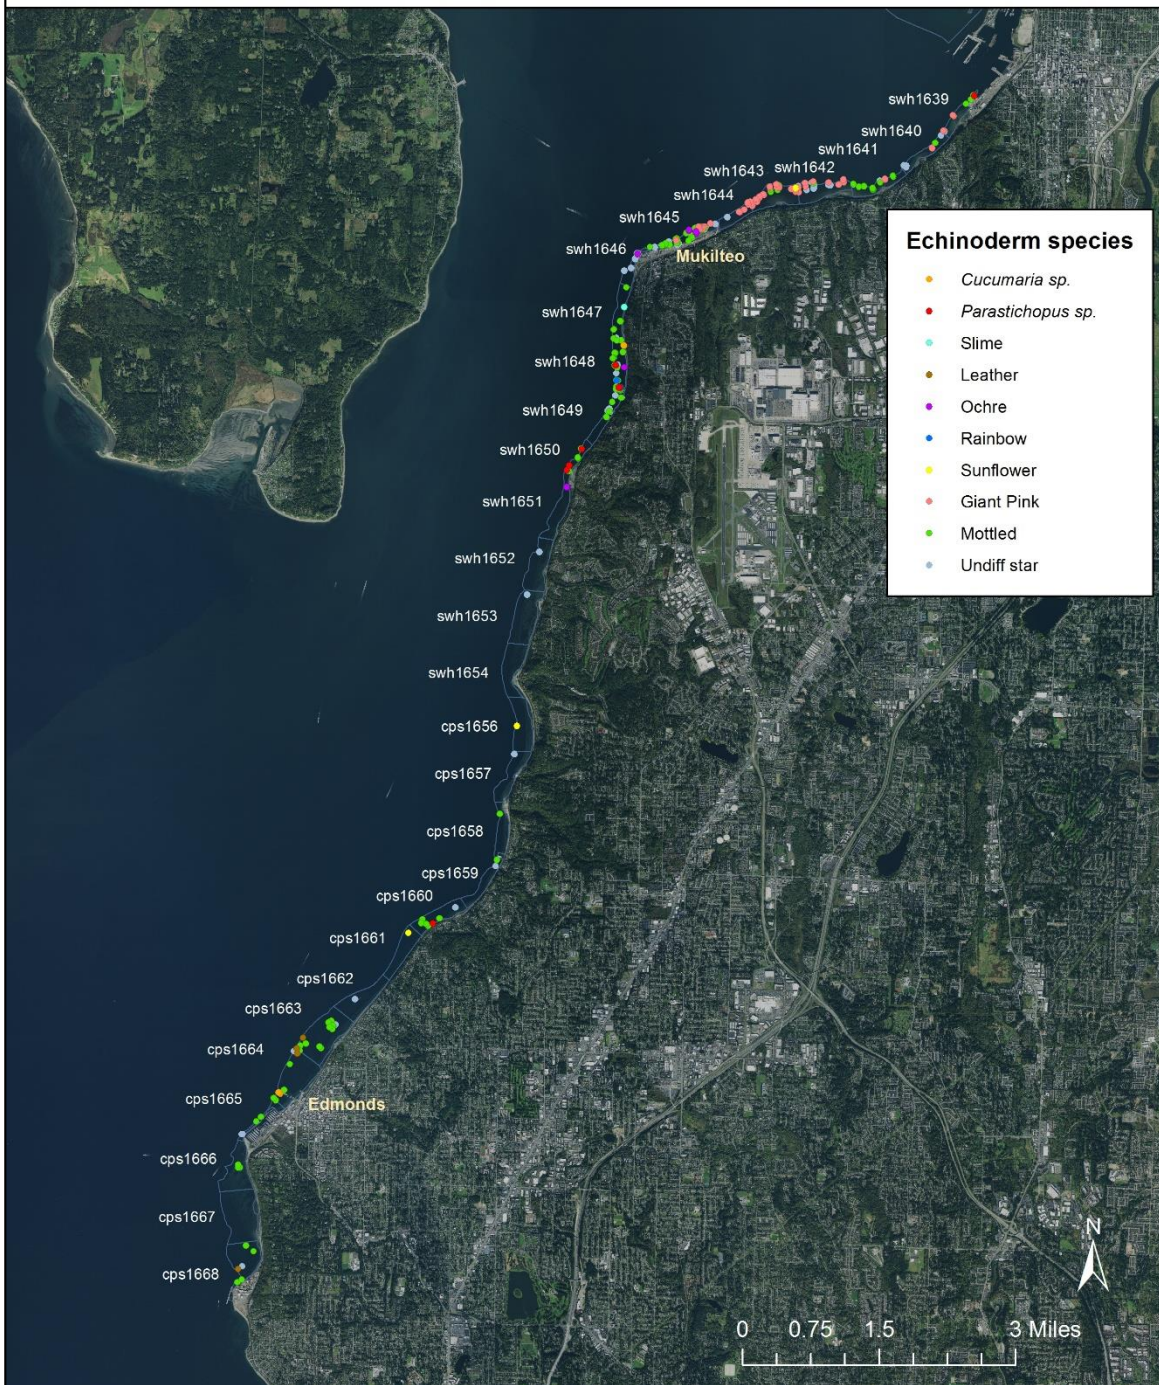 swh1639
swh1640
swh1641
swh1642
swh1643
swh1644
swh1645
swh1646
Mukilteo
swh1647
swh1648
swh1649
swh1650
swh1651
swh1652
swh1653
swh1654
cps1656
cps1657
cps1658
cps1659
cps1660
cps1661
cps1662
cps1663
cps1664
cps1665
Edmonds
cps1666
cps1667
cps1668
Echinoderm species
Cucumaria sp.
Parastichopus sp.
Slime
Leather
Ochre
Rainbow
Sunflower
Giant Pink
Mottled
Undiff star
N
0 0.75 1.5 3 Miles